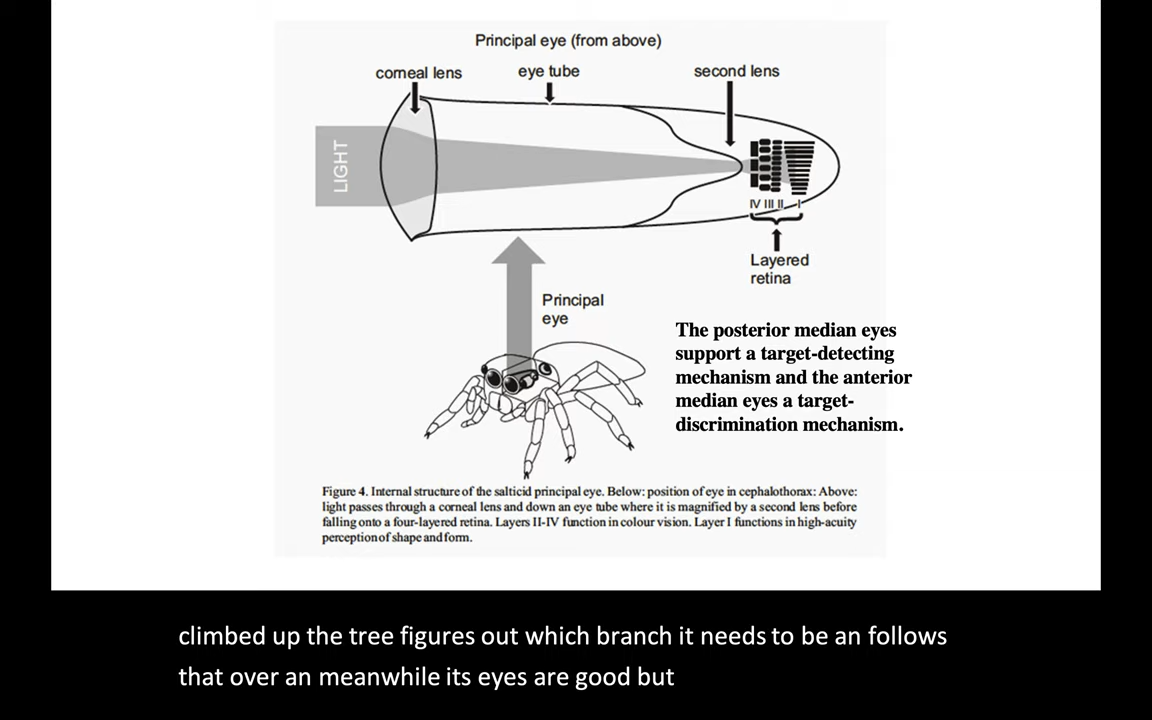 Principal eye (from above)
corneal lens
eye tube
second lens
LIGHT
IV III II I
Layered
retina
Principal
eye
The posterior median eyes
support a target-detecting
mechanism and the anterior
median eyes a target-
discrimination mechanism.
Figure 4. Internal structure of the salticid principal eye. Below: position of eye in cephalothorax: Above:
light passes through a corneal lens and down an eye tube where it is magnified by a second lens before
falling onto a four-layered retina. Layers II-IV function in colour vision. Layer I functions in high-acuity
perception of shape and form.
climbed up the tree figures out which branch it needs to be an follows
that over an meanwhile its eyes are good but